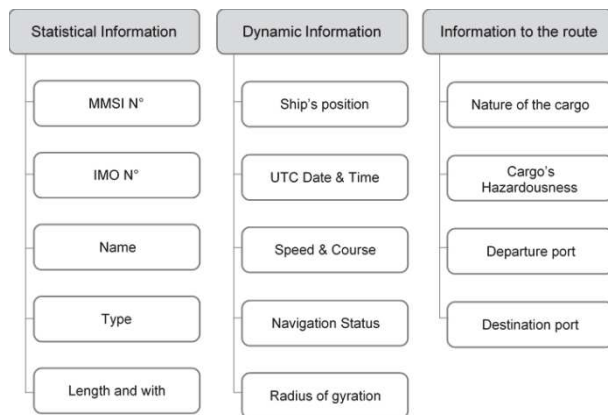 Statistical Information
MMSI N°
IMO N°
Name
Type
Length and with
Dynamic Information
Ship's position
UTC Date & Time
Speed & Course
Navigation Status
Radius of gyration
Information to the route
Nature of the cargo
Cargo's
Hazardousness
Departure port
Destination port